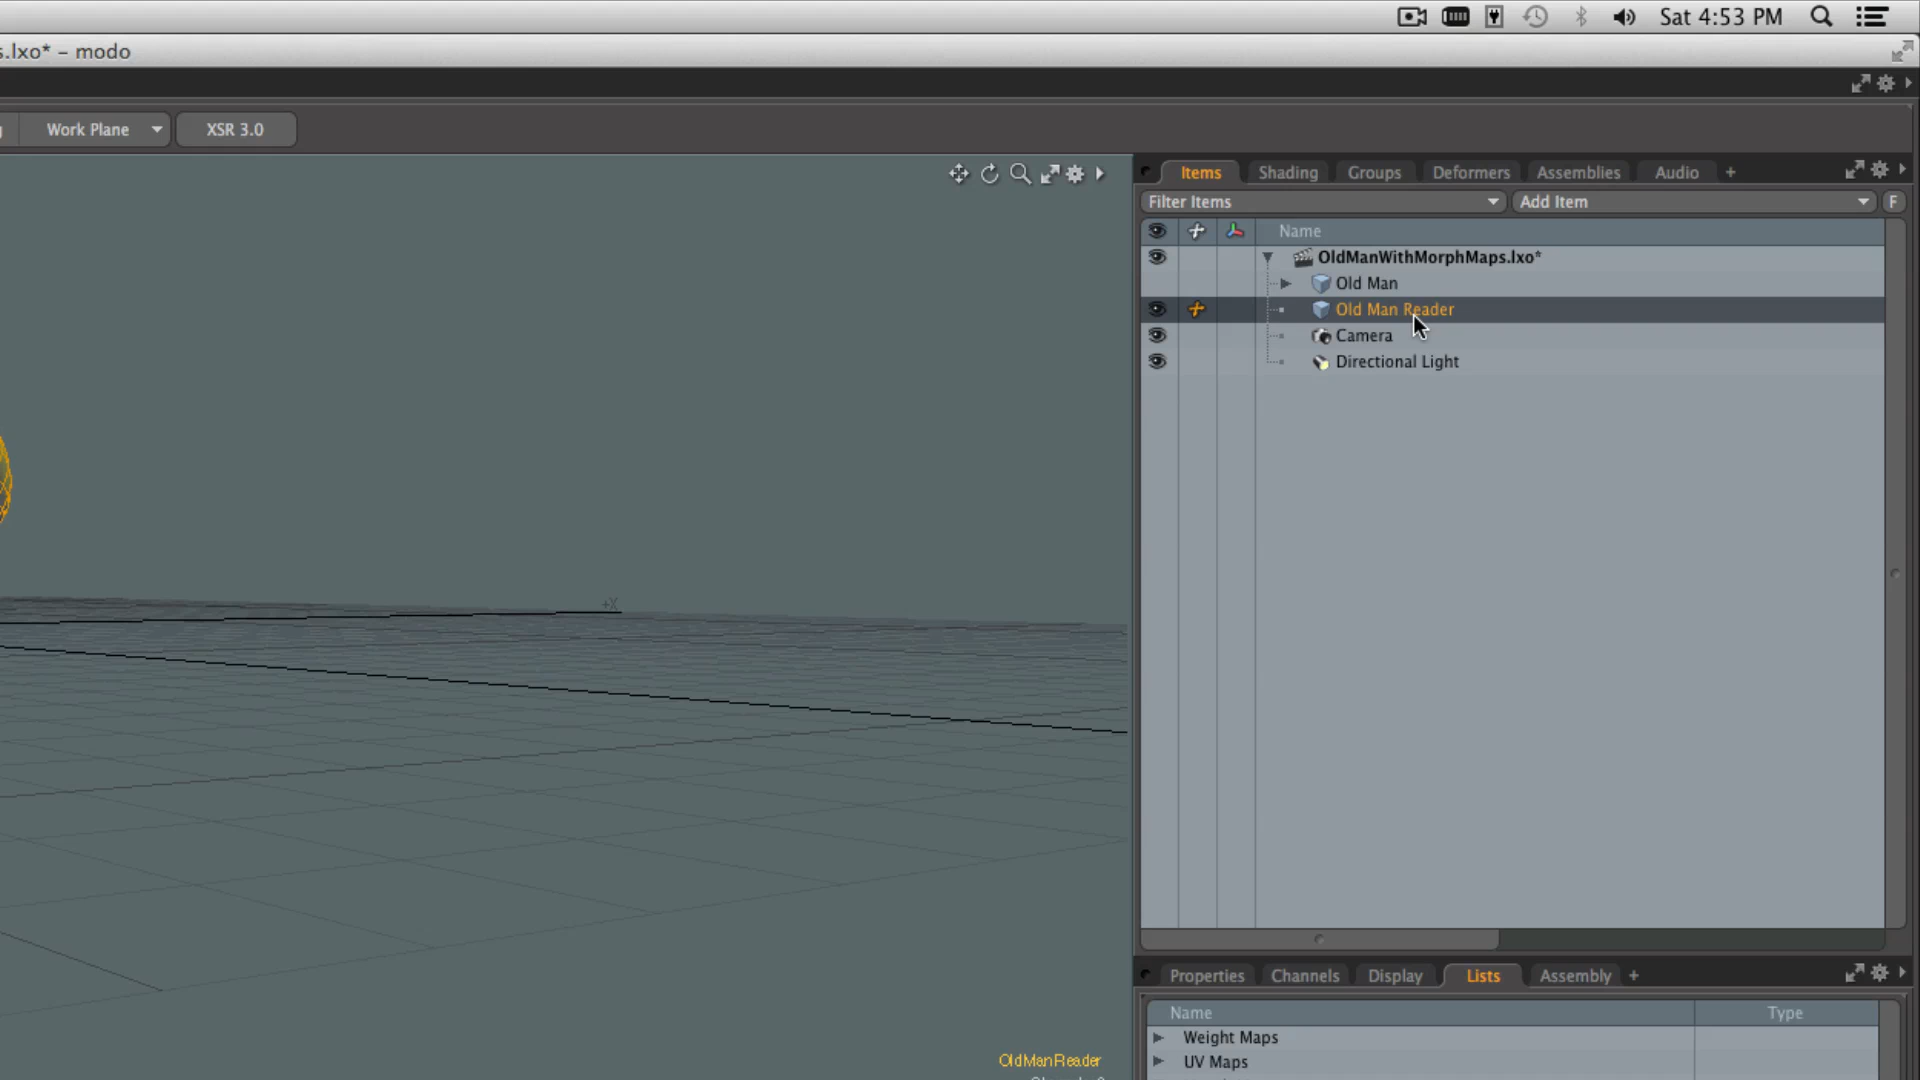 Sat 4:53 PM
s.lxo* – modo
Work Plane
XSR 3.0
Items Shading Groups Deformers Assemblies Audio +
Filter Items Add Item F
Name
OldManWithMorphMaps.lxo*
Old Man
Old Man Reader
Camera
Directional Light
+X
Properties Channels Display Lists Assembly +
Name Type
Weight Maps
UV Maps
OldManReader